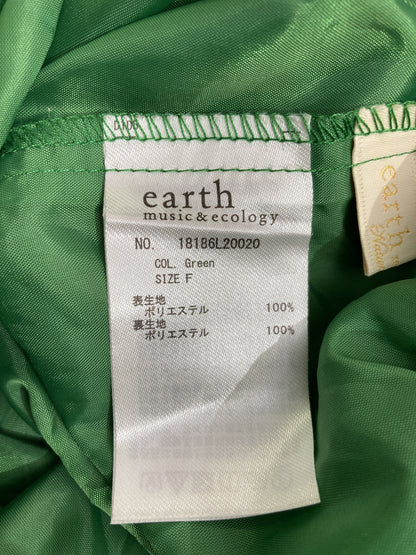 earth
music&ecology
NO. 18186L20020
COL. Green
SIZE F
表生地
ポリエステル 100%
裏生地
ポリエステル 100%
earth